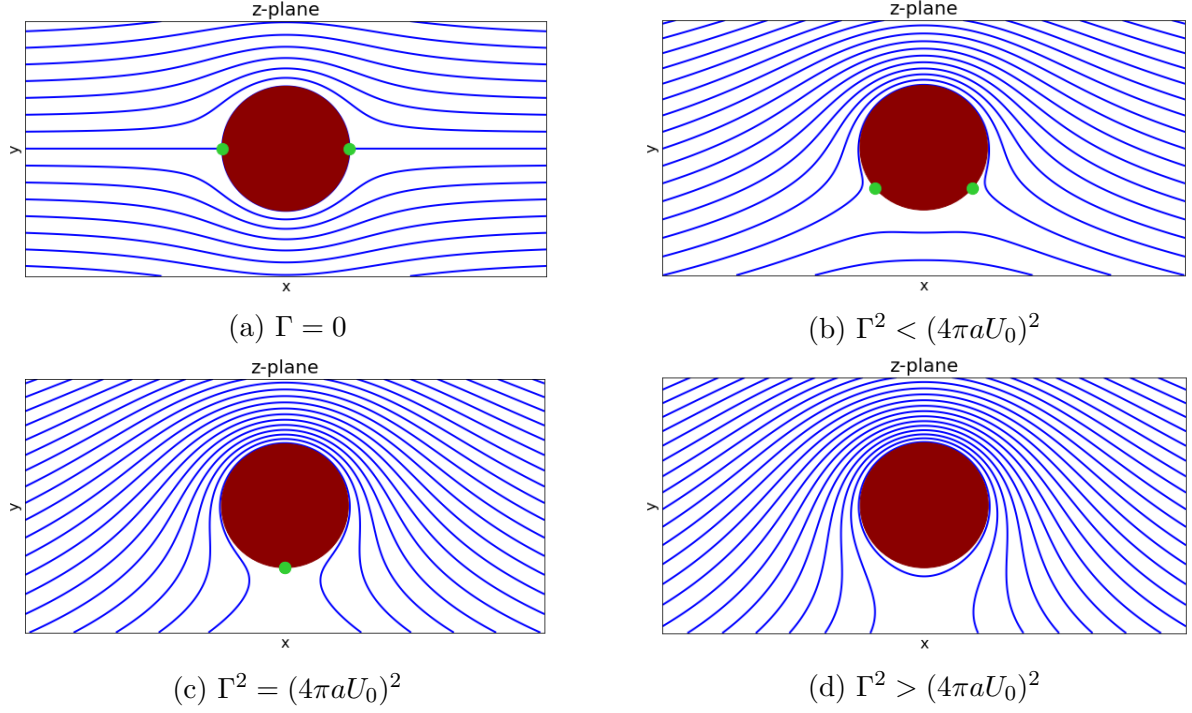 z-plane
y
x
(a) Γ = 0
z-plane
y
x
(b) Γ² < (4πaU₀)²
z-plane
y
x
(c) Γ² = (4πaU₀)²
z-plane
y
x
(d) Γ² > (4πaU₀)²